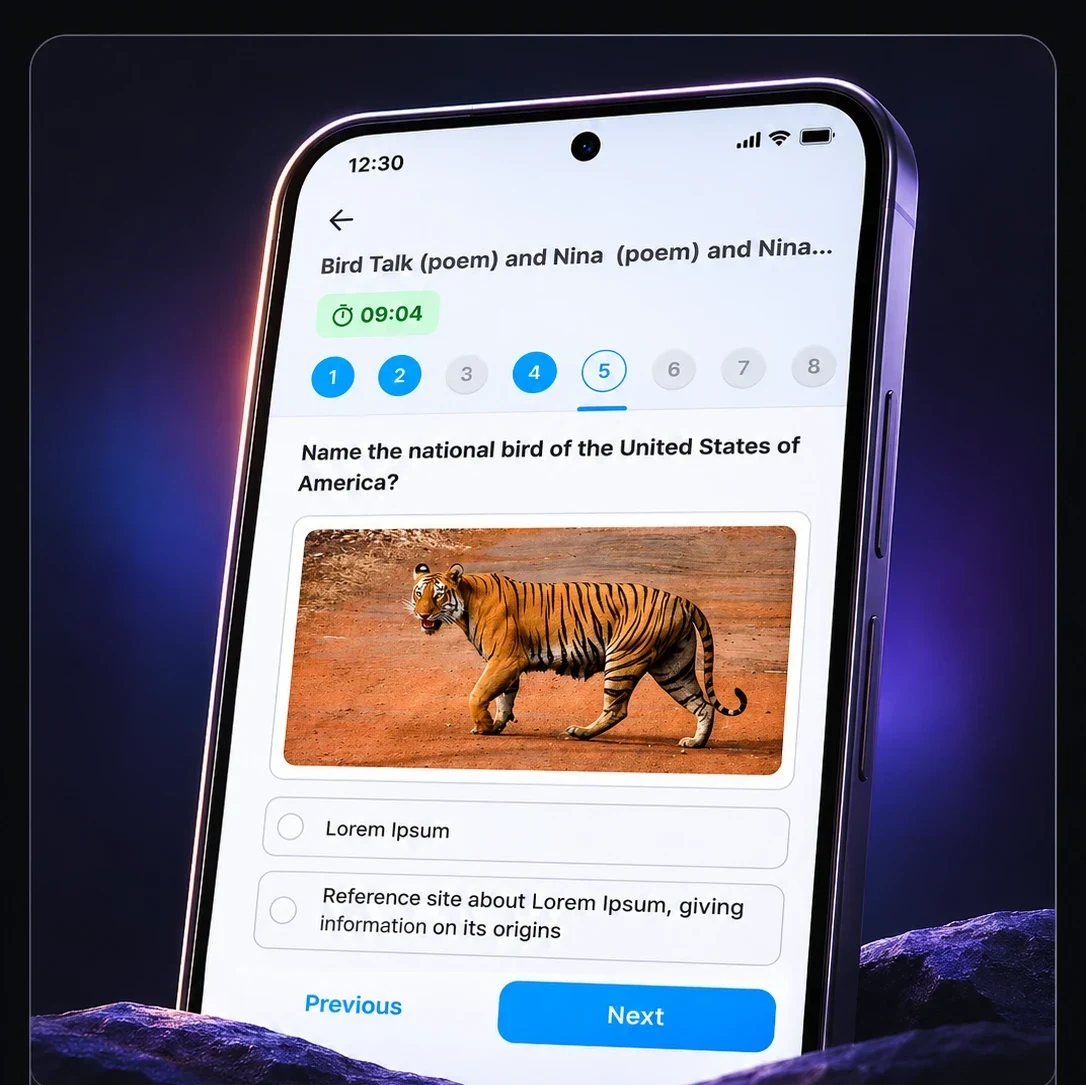 12:30
Bird Talk (poem) and Nina (poem) and Nina...
09:04
1 2 3 4 5 6 7 8
Name the national bird of the United States of
America?
Lorem Ipsum
Reference site about Lorem Ipsum, giving
information on its origins
Previous
Next